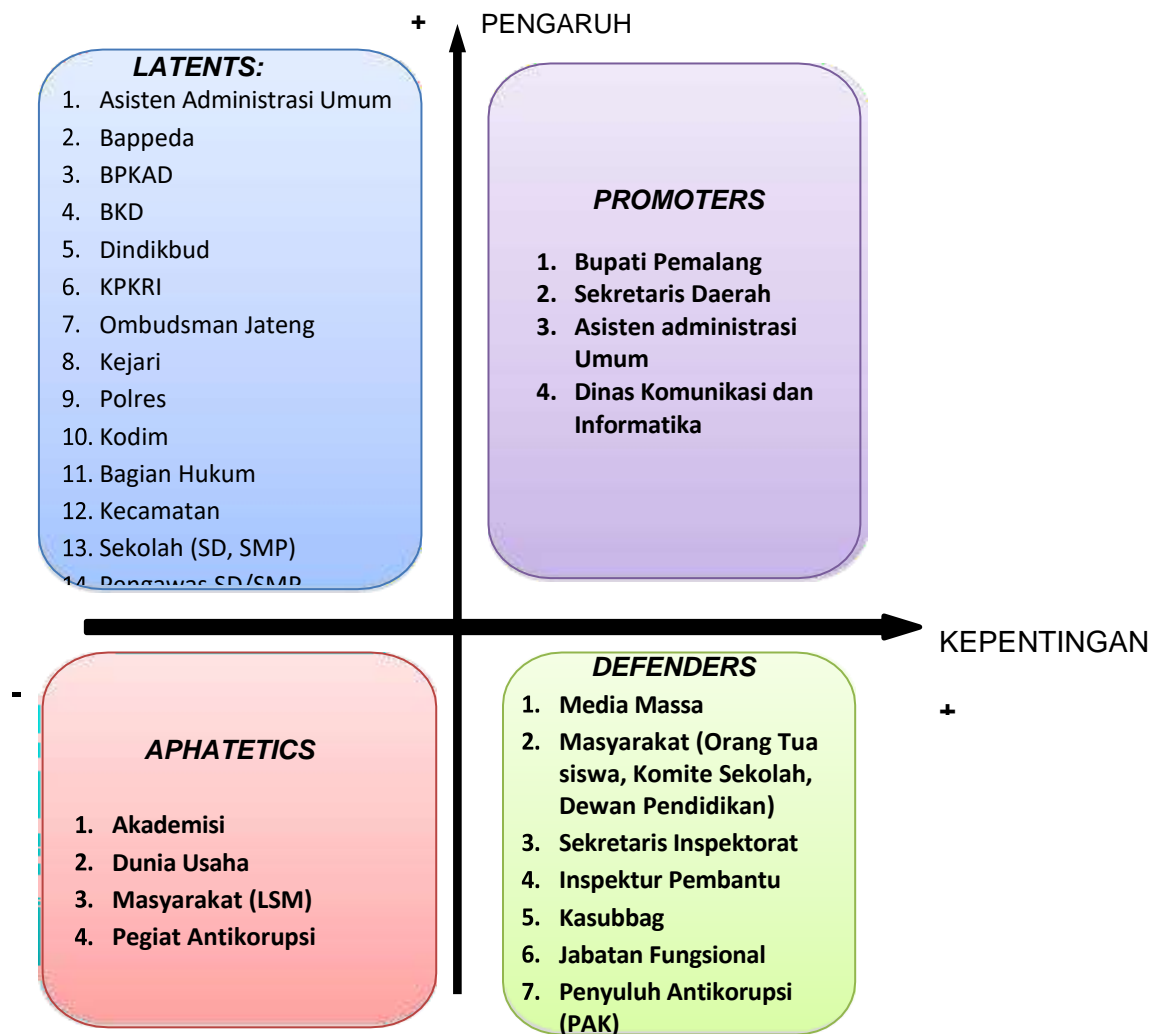 + PENGARUH
LATENTS:
1. Asisten Administrasi Umum
2. Bappeda
3. BPKAD
4. BKD
5. Dindikbud
6. KPKRI
7. Ombudsman Jateng
8. Kejari
9. Polres
10. Kodim
11. Bagian Hukum
12. Kecamatan
13. Sekolah (SD, SMP)
14. Pengawas SD/SMP
PROMOTERS
1. Bupati Pemalang
2. Sekretaris Daerah
3. Asisten administrasi
Umum
4. Dinas Komunikasi dan
Informatika
KEPENTINGAN
-
+
APHATETICS
1. Akademisi
2. Dunia Usaha
3. Masyarakat (LSM)
4. Pegiat Antikorupsi
DEFENDERS
1. Media Massa
2. Masyarakat (Orang Tua
siswa, Komite Sekolah,
Dewan Pendidikan)
3. Sekretaris Inspektorat
4. Inspektur Pembantu
5. Kasubbag
6. Jabatan Fungsional
7. Penyuluh Antikorupsi
(PAK)